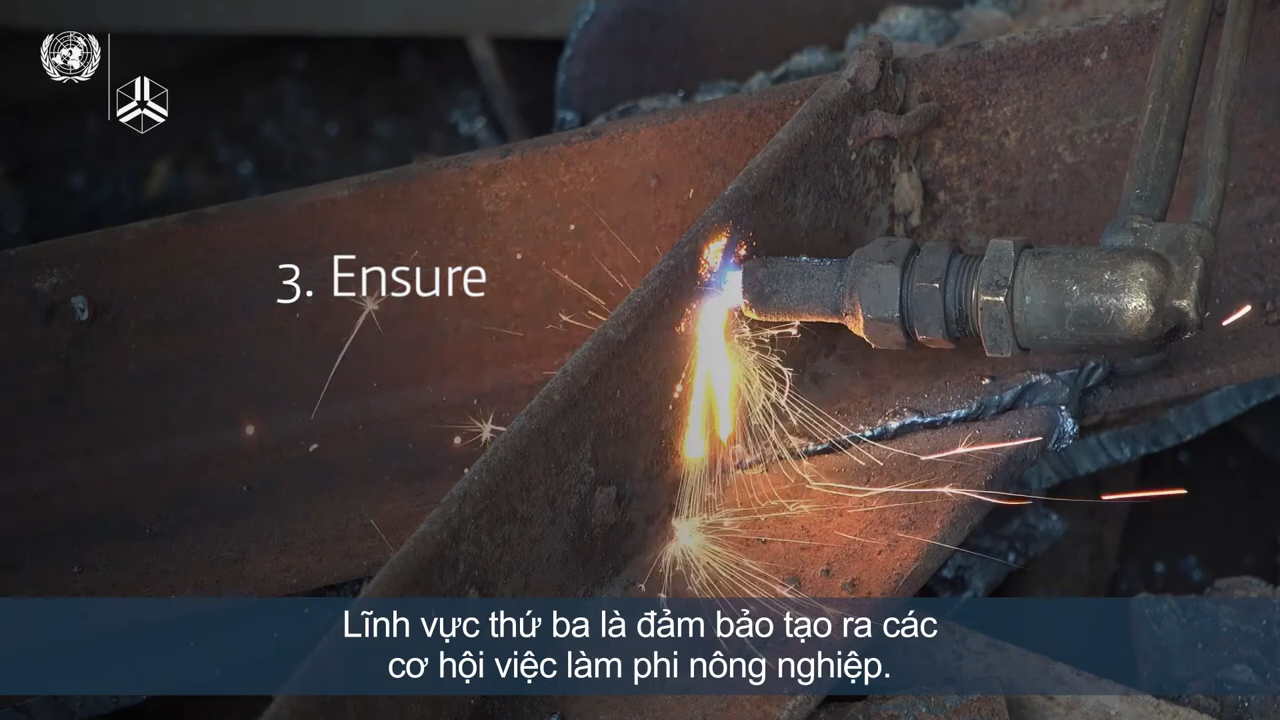 3. Ensure
Lĩnh vực thứ ba là đảm bảo tạo ra các
cơ hội việc làm phi nông nghiệp.